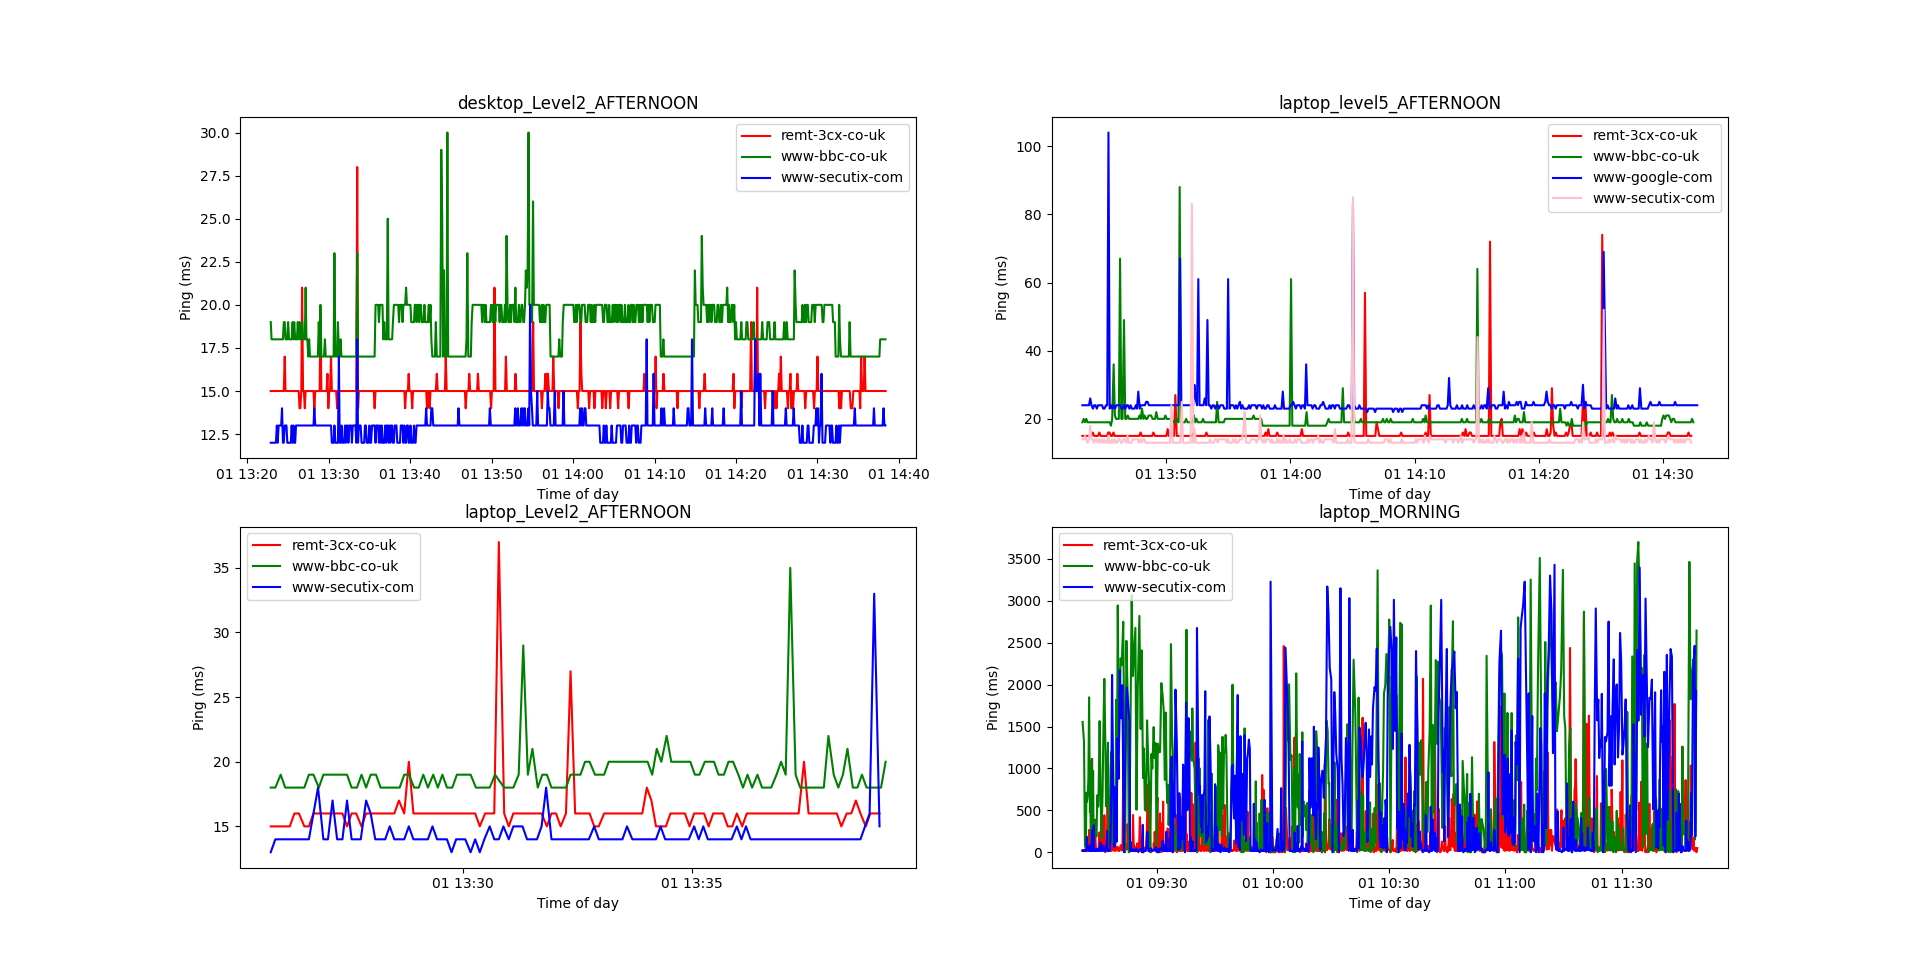 desktop_Level2_AFTERNOON
30.0
27.5
25.0
22.5
20.0
17.5
15.0
12.5
Ping (ms)
remt-3cx-co-uk
www-bbc-co-uk
www-secutix-com
01 13:20 01 13:30 01 13:40 01 13:50 01 14:00 01 14:10 01 14:20 01 14:30 01 14:40
Time of day
laptop_level5_AFTERNOON
100
80
60
40
20
Ping (ms)
remt-3cx-co-uk
www-bbc-co-uk
www-google-com
www-secutix-com
01 13:50 01 14:00 01 14:10 01 14:20 01 14:30
Time of day
laptop_Level2_AFTERNOON
35
30
25
20
15
Ping (ms)
remt-3cx-co-uk
www-bbc-co-uk
www-secutix-com
01 13:30 01 13:35
Time of day
laptop_MORNING
3500
3000
2500
2000
1500
1000
500
0
Ping (ms)
remt-3cx-co-uk
www-bbc-co-uk
www-secutix-com
01 09:30 01 10:00 01 10:30 01 11:00 01 11:30
Time of day